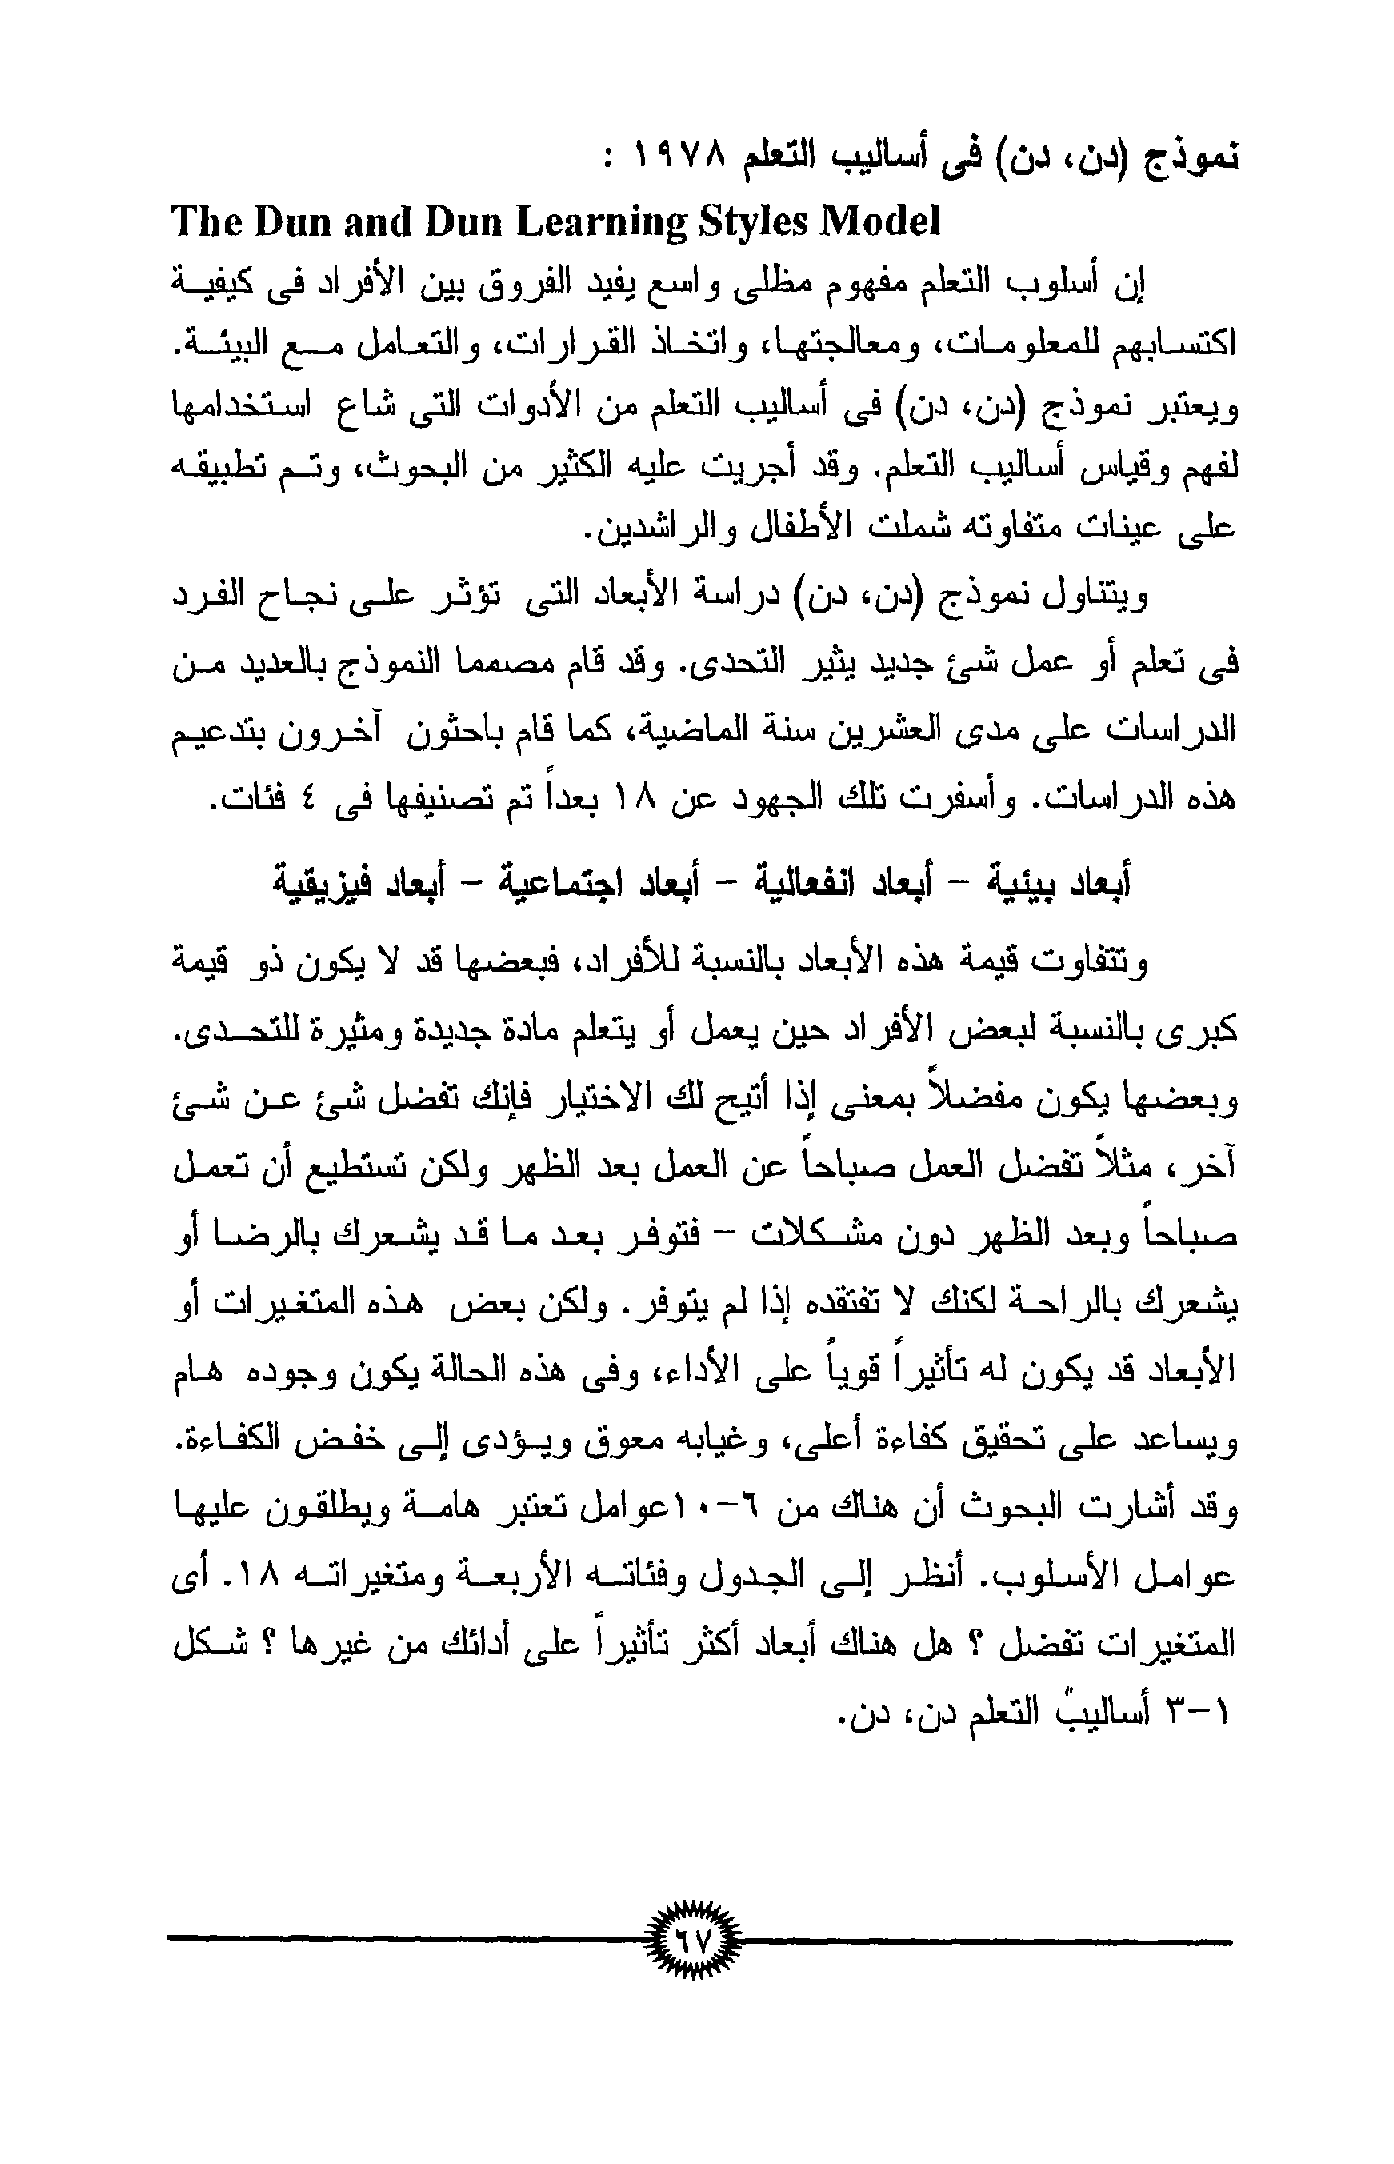 نموذج (دن، دن) فى أساليب التعلم ١٩٧٨ :
The Dun and Dun Learning Styles Model
إن أسلوب التعلم مفهوم مظلى واسع يفيد الفروق بين الأفراد فى كيفية
اكتسابهم للمعلومات، ومعالجتها، واتخاذ القرارات، والتعامل مع البيئة.
ويعتبر نموذج (دن، دن) فى أساليب التعلم من الأدوات التى شاع استخدامها
لفهم وقياس أساليب التعلم. وقد أجريت عليه الكثير من البحوث، وتم تطبيقه
على عينات متفاوته شملت الأطفال والراشدين.
ويتناول نموذج (دن، دن) دراسة الأبعاد التى تؤثر على نجاح الفرد
فى تعلم أو عمل شئ جديد يثير التحدى. وقد قام مصمما النموذج بالعديد من
الدراسات على مدى العشرين سنة الماضية، كما قام باحثون آخرون بتدعيم
هذه الدراسات. وأسفرت تلك الجهود عن ١٨ بعداً تم تصنيفها فى ٤ فئات.
أبعاد بيئية - أبعاد انفعالية - أبعاد اجتماعية - أبعاد فيزيقية
وتتفاوت قيمة هذه الأبعاد بالنسبة للأفراد، فبعضها قد لا يكون ذو قيمة
كبرى بالنسبة لبعض الأفراد حين يعمل أو يتعلم مادة جديدة ومثيرة للتحدى.
وبعضها يكون مفضلاً بمعنى إذا أتيح لك الاختيار فإنك تفضل شئ عن شئ
آخر، مثلاً تفضل العمل صباحاً عن العمل بعد الظهر ولكن تستطيع أن تعمل
صباحاً وبعد الظهر دون مشكلات - فتوفر بعد ما قد يشعرك بالرضا أو
يشعرك بالراحة لكنك لا تفتقده إذا لم يتوفر. ولكن بعض هذه المتغيرات أو
الأبعاد قد يكون له تأثيراً قوياً على الأداء، وفى هذه الحالة يكون وجوده هام
ويساعد على تحقيق كفاءة أعلى، وغيابه معوق ويؤدى إلى خفض الكفاءة.
وقد أشارت البحوث أن هناك من ٦-١٠عوامل تعتبر هامة ويطلقون عليها
عوامل الأسلوب. أنظر إلى الجدول وفئاته الأربعة ومتغيراته ١٨. أى
المتغيرات تفضل ؟ هل هناك أبعاد أكثر تأثيراً على أدائك من غيرها ؟ شكل
١-٣ أساليب التعلم دن، دن.
٦٧